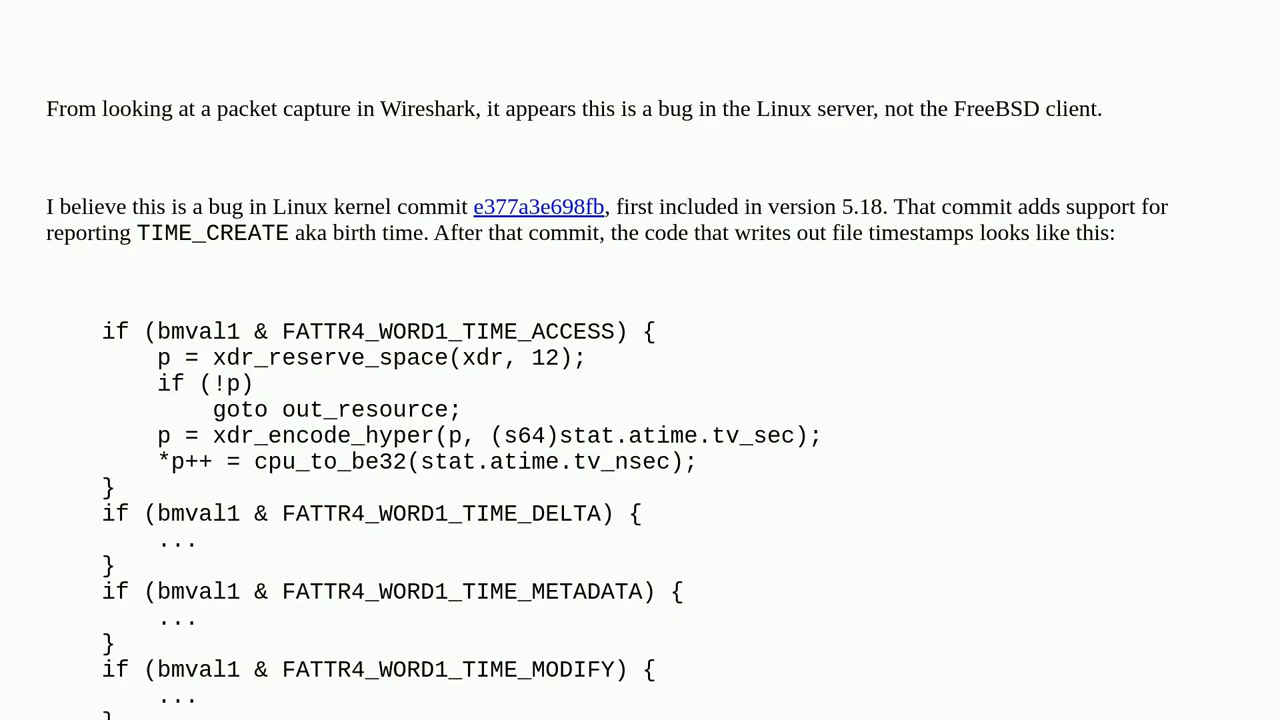 From looking at a packet capture in Wireshark, it appears this is a bug in the Linux server, not the FreeBSD client.
I believe this is a bug in Linux kernel commit e377a3e698fb, first included in version 5.18. That commit adds support for
reporting TIME_CREATE aka birth time. After that commit, the code that writes out file timestamps looks like this:
if (bmval1 & FATTR4_WORD1_TIME_ACCESS) {
    p = xdr_reserve_space(xdr, 12);
    if (!p)
        goto out_resource;
    p = xdr_encode_hyper(p, (s64)stat.atime.tv_sec);
    *p++ = cpu_to_be32(stat.atime.tv_nsec);
}
if (bmval1 & FATTR4_WORD1_TIME_DELTA) {
    ...
}
if (bmval1 & FATTR4_WORD1_TIME_METADATA) {
    ...
}
if (bmval1 & FATTR4_WORD1_TIME_MODIFY) {
    ...
}